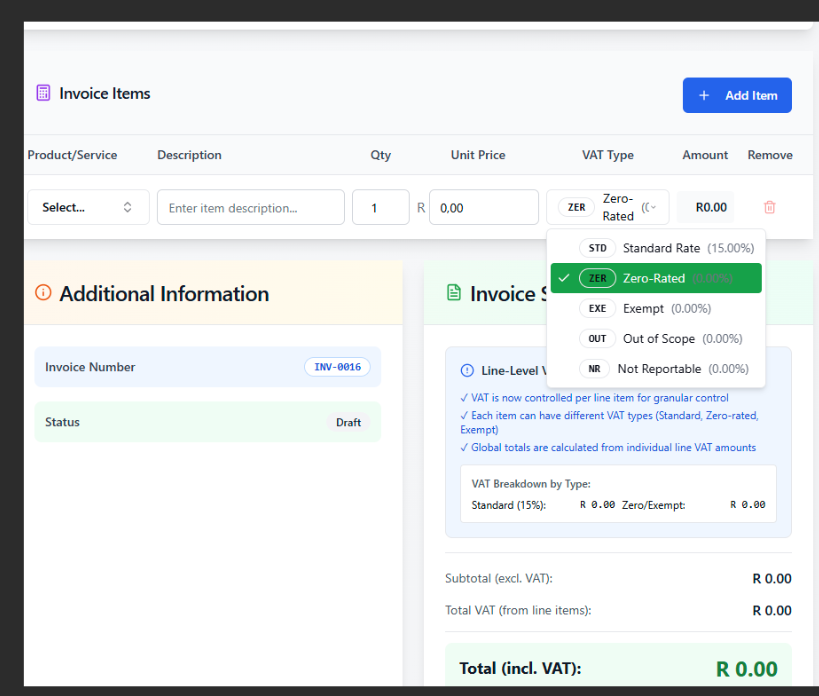 Invoice Items
+ Add Item
Product/Service Description Qty Unit Price VAT Type Amount Remove
Select... Enter item description... 1 R 0,00 ZER Zero-Rated R0.00
STD Standard Rate (15.00%)
✓ ZER Zero-Rated (0.00%)
EXE Exempt (0.00%)
OUT Out of Scope (0.00%)
NR Not Reportable (0.00%)
Additional Information
Invoice Number INV-0016
Status Draft
Invoice S
Line-Level V
✓ VAT is now controlled per line item for granular control
✓ Each item can have different VAT types (Standard, Zero-rated,
Exempt)
✓ Global totals are calculated from individual line VAT amounts
VAT Breakdown by Type:
Standard (15%): R 0.00 Zero/Exempt: R 0.00
Subtotal (excl. VAT): R 0.00
Total VAT (from line items): R 0.00
Total (incl. VAT): R 0.00